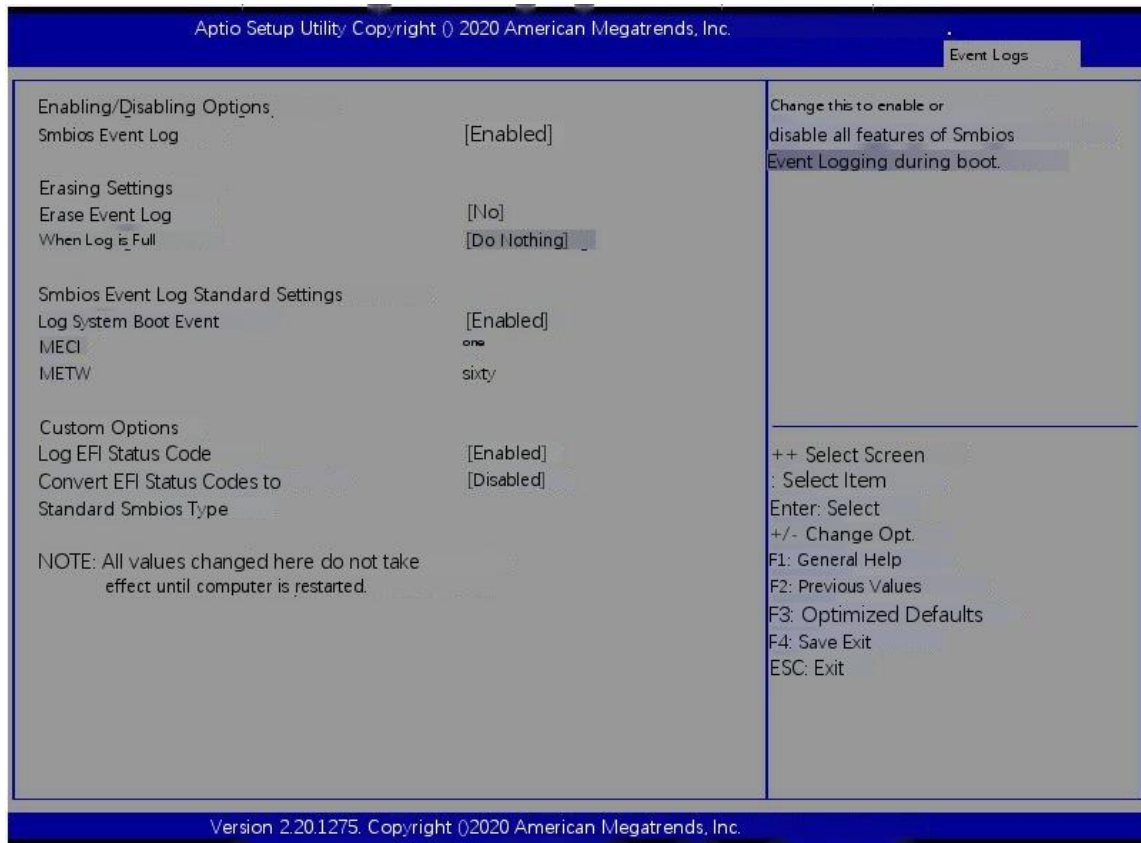 Aptio Setup Utility Copyright () 2020 American Megatrends, Inc.
Event Logs
Enabling/Disabling Options
Smbios Event Log [Enabled]
Erasing Settings
Erase Event Log [No]
When Log is Full [Do Nothing]
Smbios Event Log Standard Settings
Log System Boot Event [Enabled]
MECI one
METW sixty
Custom Options
Log EFI Status Code [Enabled]
Convert EFI Status Codes to [Disabled]
Standard Smbios Type
NOTE: All values changed here do not take
effect until computer is restarted.
Change this to enable or
disable all features of Smbios
Event Logging during boot.
++ Select Screen
: Select Item
Enter: Select
+/- Change Opt.
F1: General Help
F2: Previous Values
F3: Optimized Defaults
F4: Save Exit
ESC: Exit
Version 2.20.1275. Copyright ()2020 American Megatrends, Inc.